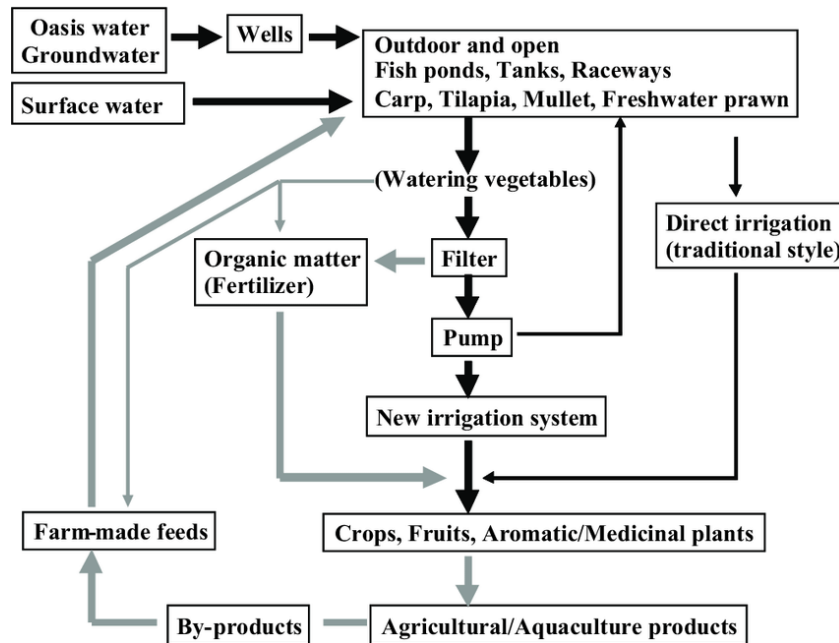 Oasis water
Groundwater
Wells
Outdoor and open
Fish ponds, Tanks, Raceways
Carp, Tilapia, Mullet, Freshwater prawn
Surface water
(Watering vegetables)
Direct irrigation
(traditional style)
Organic matter
(Fertilizer)
Filter
Pump
New irrigation system
Farm-made feeds
Crops, Fruits, Aromatic/Medicinal plants
By-products
Agricultural/Aquaculture products